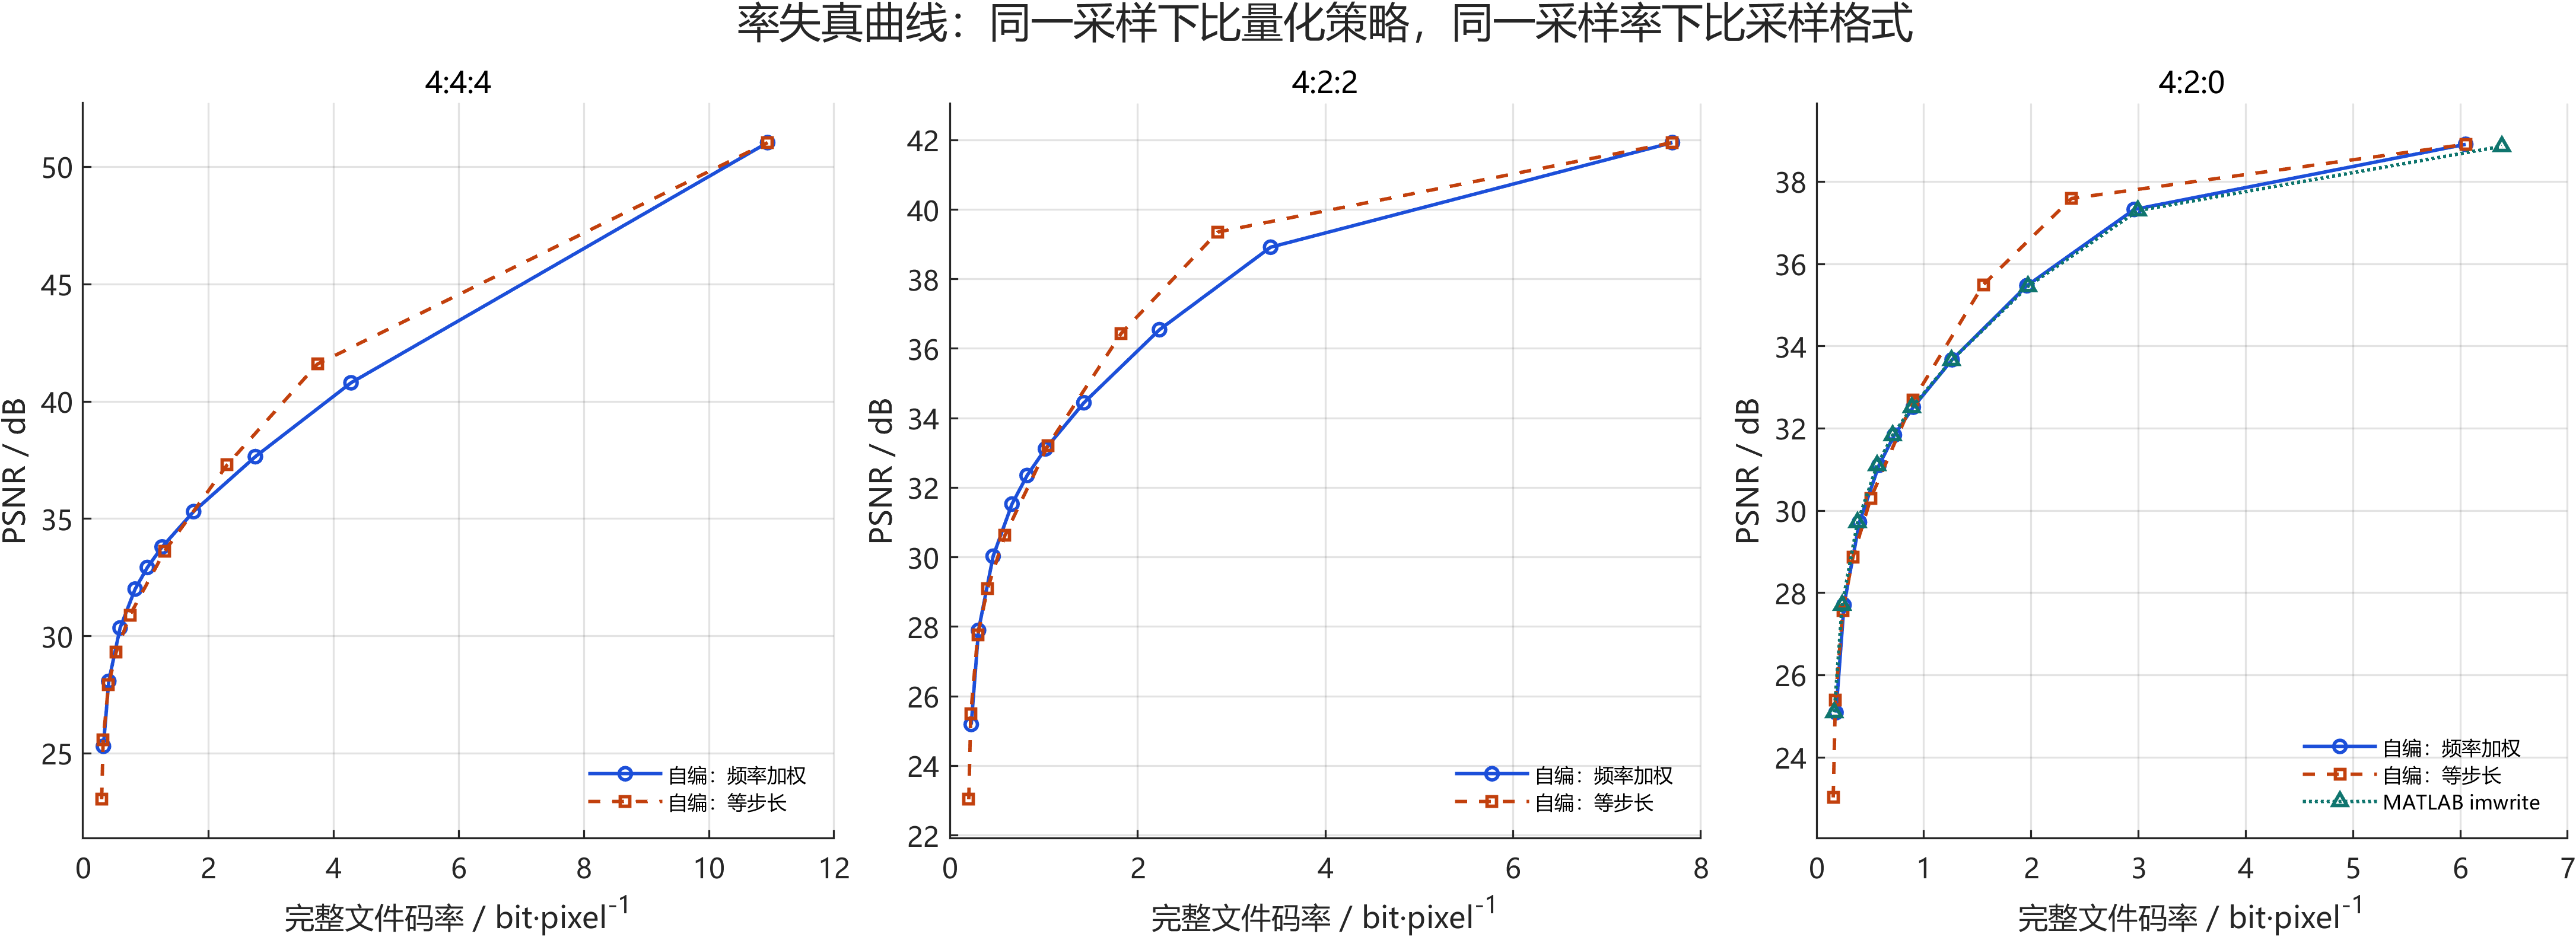 率失真曲线：同一采样下比量化策略，同一采样率下比采样格式
4:4:4
PSNR / dB
50
45
40
35
30
25
0 2 4 6 8 10 12
完整文件码率 / bit·pixel⁻¹
自编：频率加权
自编：等步长
4:2:2
PSNR / dB
42
40
38
36
34
32
30
28
26
24
22
0 2 4 6 8
完整文件码率 / bit·pixel⁻¹
自编：频率加权
自编：等步长
4:2:0
PSNR / dB
38
36
34
32
30
28
26
24
0 1 2 3 4 5 6 7
完整文件码率 / bit·pixel⁻¹
自编：频率加权
自编：等步长
MATLAB imwrite